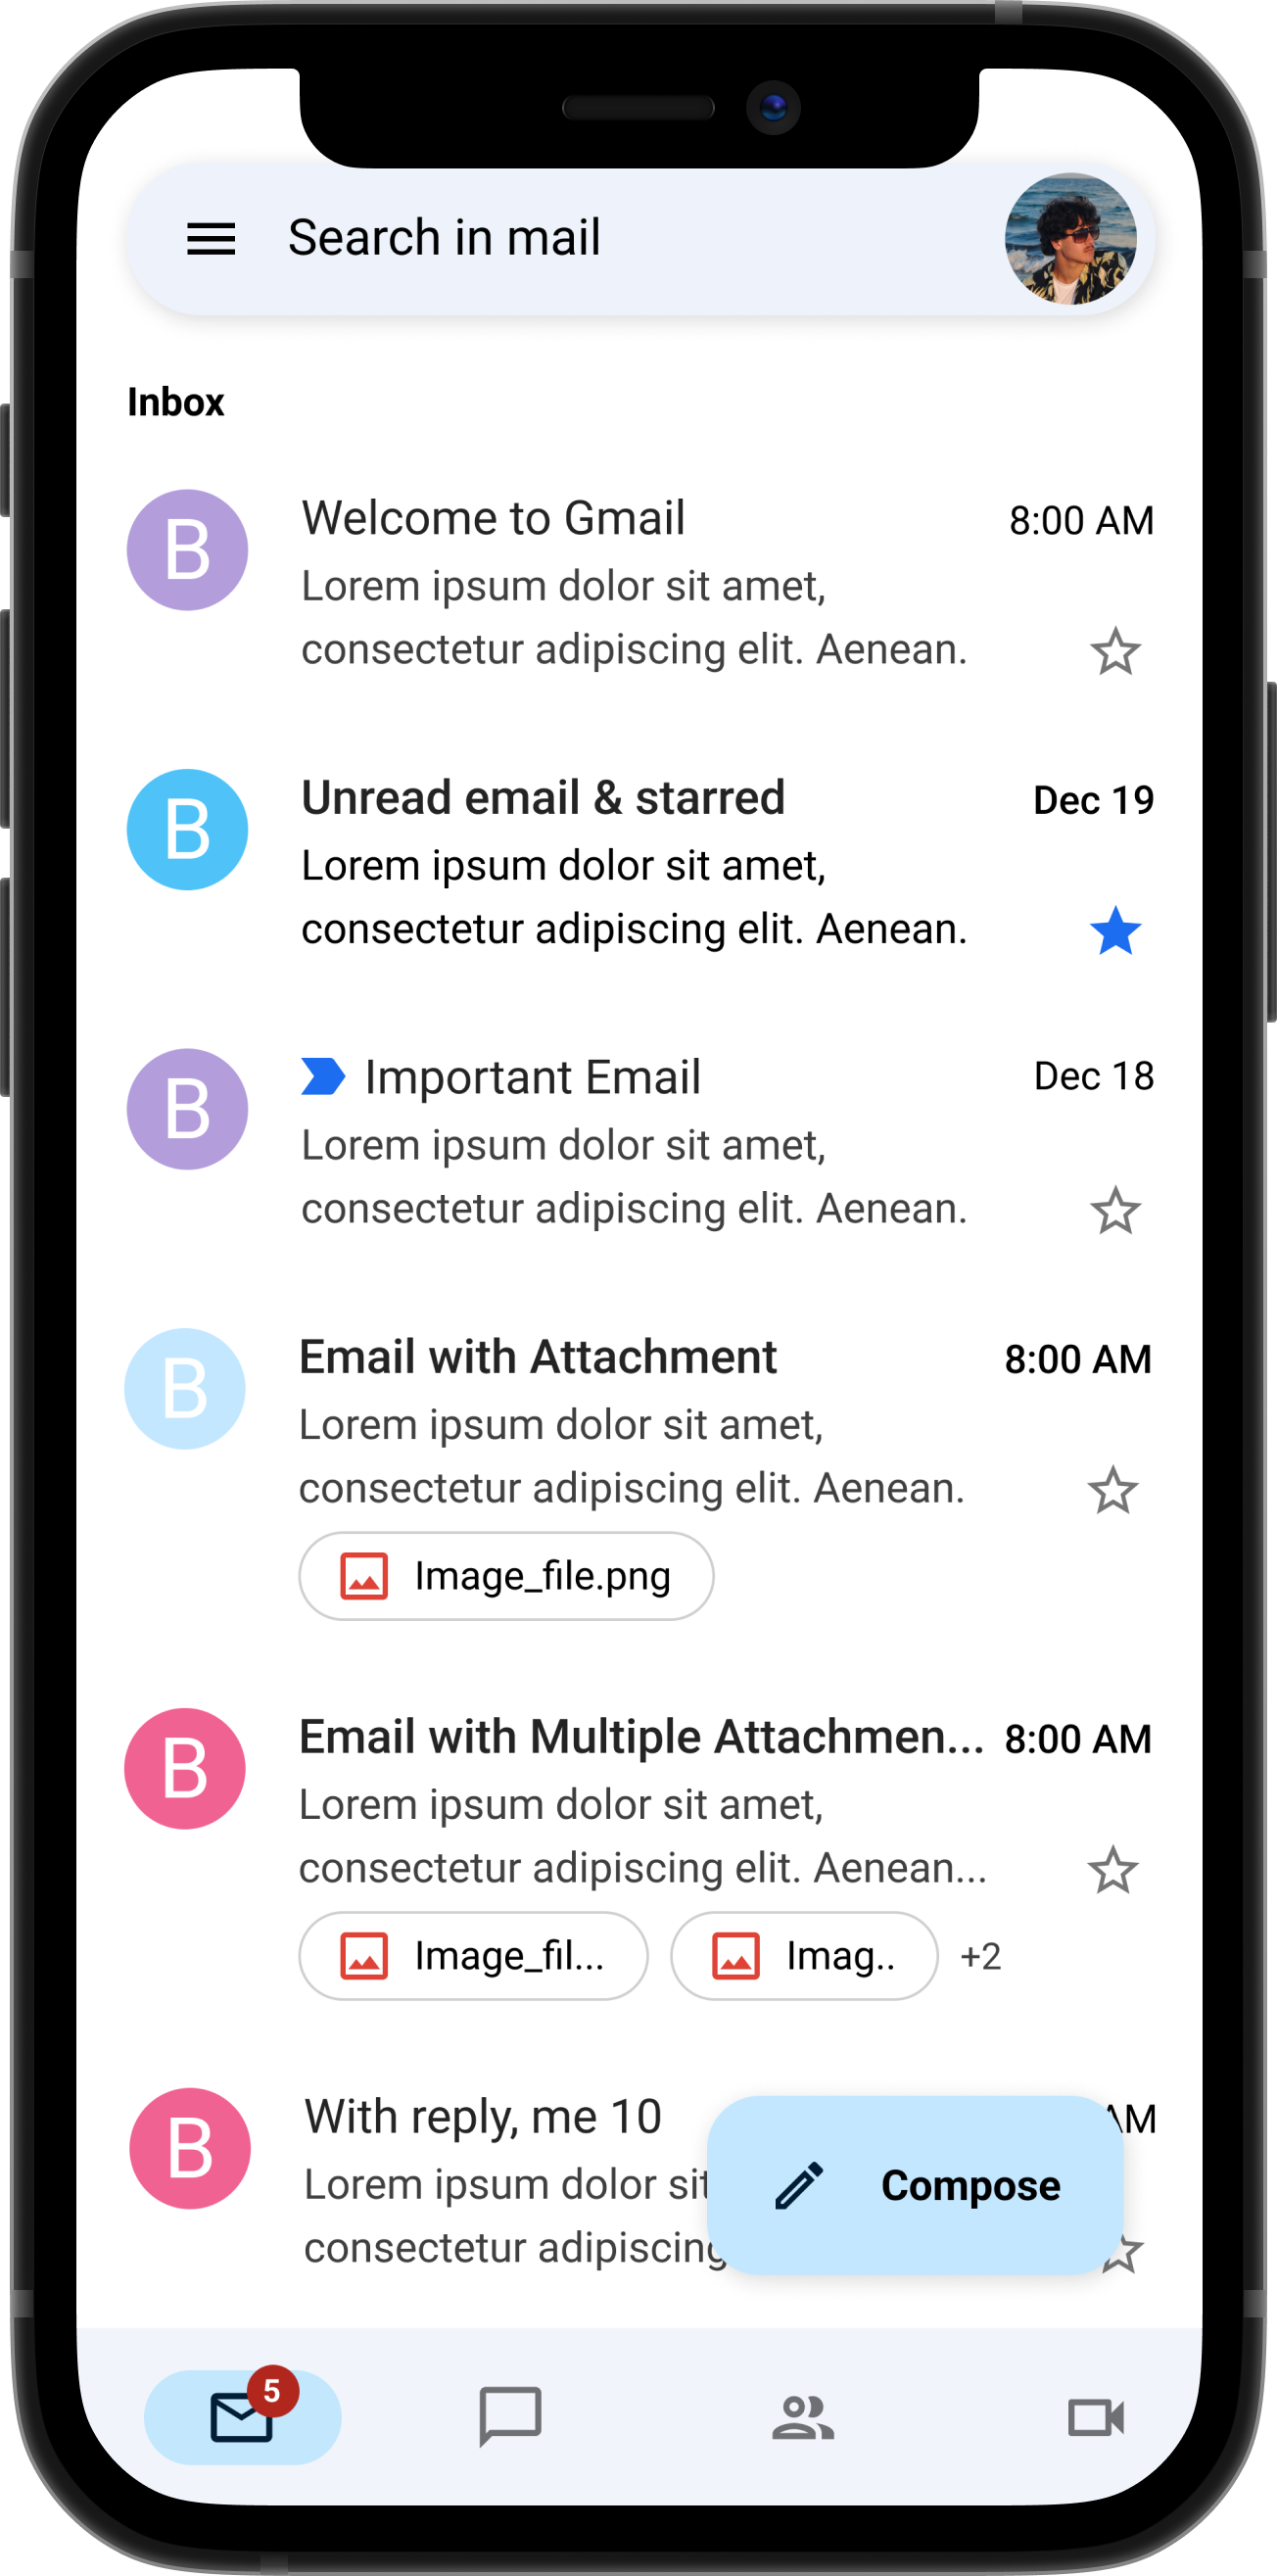 Search in mail
Inbox
B
Welcome to Gmail
8:00 AM
Lorem ipsum dolor sit amet,
consectetur adipiscing elit. Aenean.
B
Unread email & starred
Dec 19
Lorem ipsum dolor sit amet,
consectetur adipiscing elit. Aenean.
B
Important Email
Dec 18
Lorem ipsum dolor sit amet,
consectetur adipiscing elit. Aenean.
B
Email with Attachment
8:00 AM
Lorem ipsum dolor sit amet,
consectetur adipiscing elit. Aenean.
Image_file.png
B
Email with Multiple Attachmen...
8:00 AM
Lorem ipsum dolor sit amet,
consectetur adipiscing elit. Aenean...
Image_fil...
Imag..
+2
B
With reply, me 10
AM
Lorem ipsum dolor sit
consectetur adipiscing
Compose
5